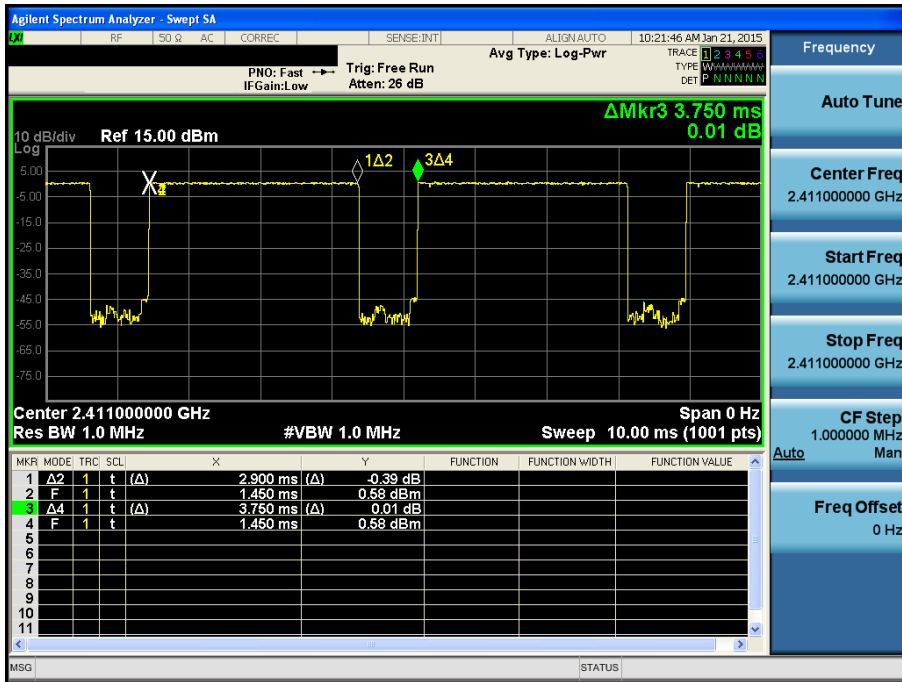 Agilent Spectrum Analyzer - Swept SA
LXI RF 50 Ω AC CORREC SENSE:INT ALIGN AUTO 10:21:46 AM Jan 21, 2015
PNO: Fast IFGain:Low
Trig: Free Run
Atten: 26 dB
Avg Type: Log-Pwr
TRACE 1 2 3 4 5 6
TYPE WWWWWWWW
DET P N N N N N
ΔMkr3 3.750 ms
0.01 dB
10 dB/div Ref 15.00 dBm
Log
5.00
-5.00
-15.0
-25.0
-35.0
-45.0
-55.0
-65.0
-75.0
1Δ2
3Δ4
Center 2.411000000 GHz Span 0 Hz
Res BW 1.0 MHz #VBW 1.0 MHz Sweep 10.00 ms (1001 pts)
MKR MODE TRC SCL X Y FUNCTION FUNCTION WIDTH FUNCTION VALUE
1 Δ2 1 t (Δ) 2.900 ms (Δ) -0.39 dB
2 F 1 t 1.450 ms 0.58 dBm
3 Δ4 1 t (Δ) 3.750 ms (Δ) 0.01 dB
4 F 1 t 1.450 ms 0.58 dBm
5
6
7
8
9
10
11
MSG STATUS
Frequency
Auto Tune
Center Freq
2.411000000 GHz
Start Freq
2.411000000 GHz
Stop Freq
2.411000000 GHz
CF Step
1.000000 MHz
Auto Man
Freq Offset
0 Hz